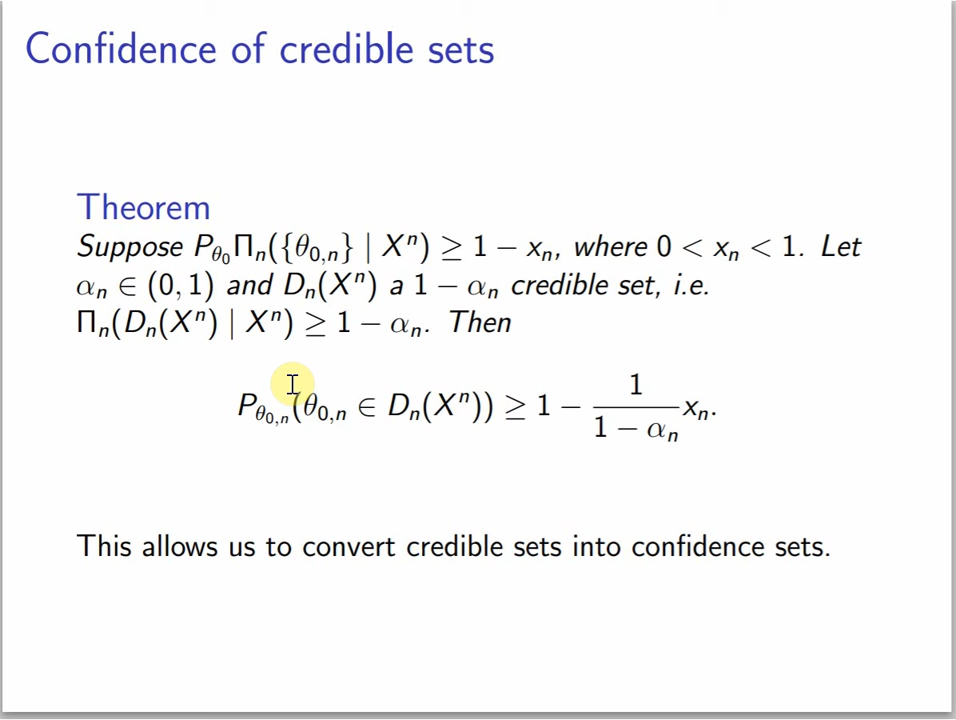 Confidence of credible sets
Theorem
Suppose P_{θ_0}Π_n({θ_{0,n}} | X^n) ≥ 1 − x_n, where 0 < x_n < 1. Let
α_n ∈ (0, 1) and D_n(X^n) a 1 − α_n credible set, i.e.
Π_n(D_n(X^n) | X^n) ≥ 1 − α_n. Then
P_{θ_{0,n}}(θ_{0,n} ∈ D_n(X^n)) ≥ 1 − \frac{1}{1 − α_n} x_n.
This allows us to convert credible sets into confidence sets.